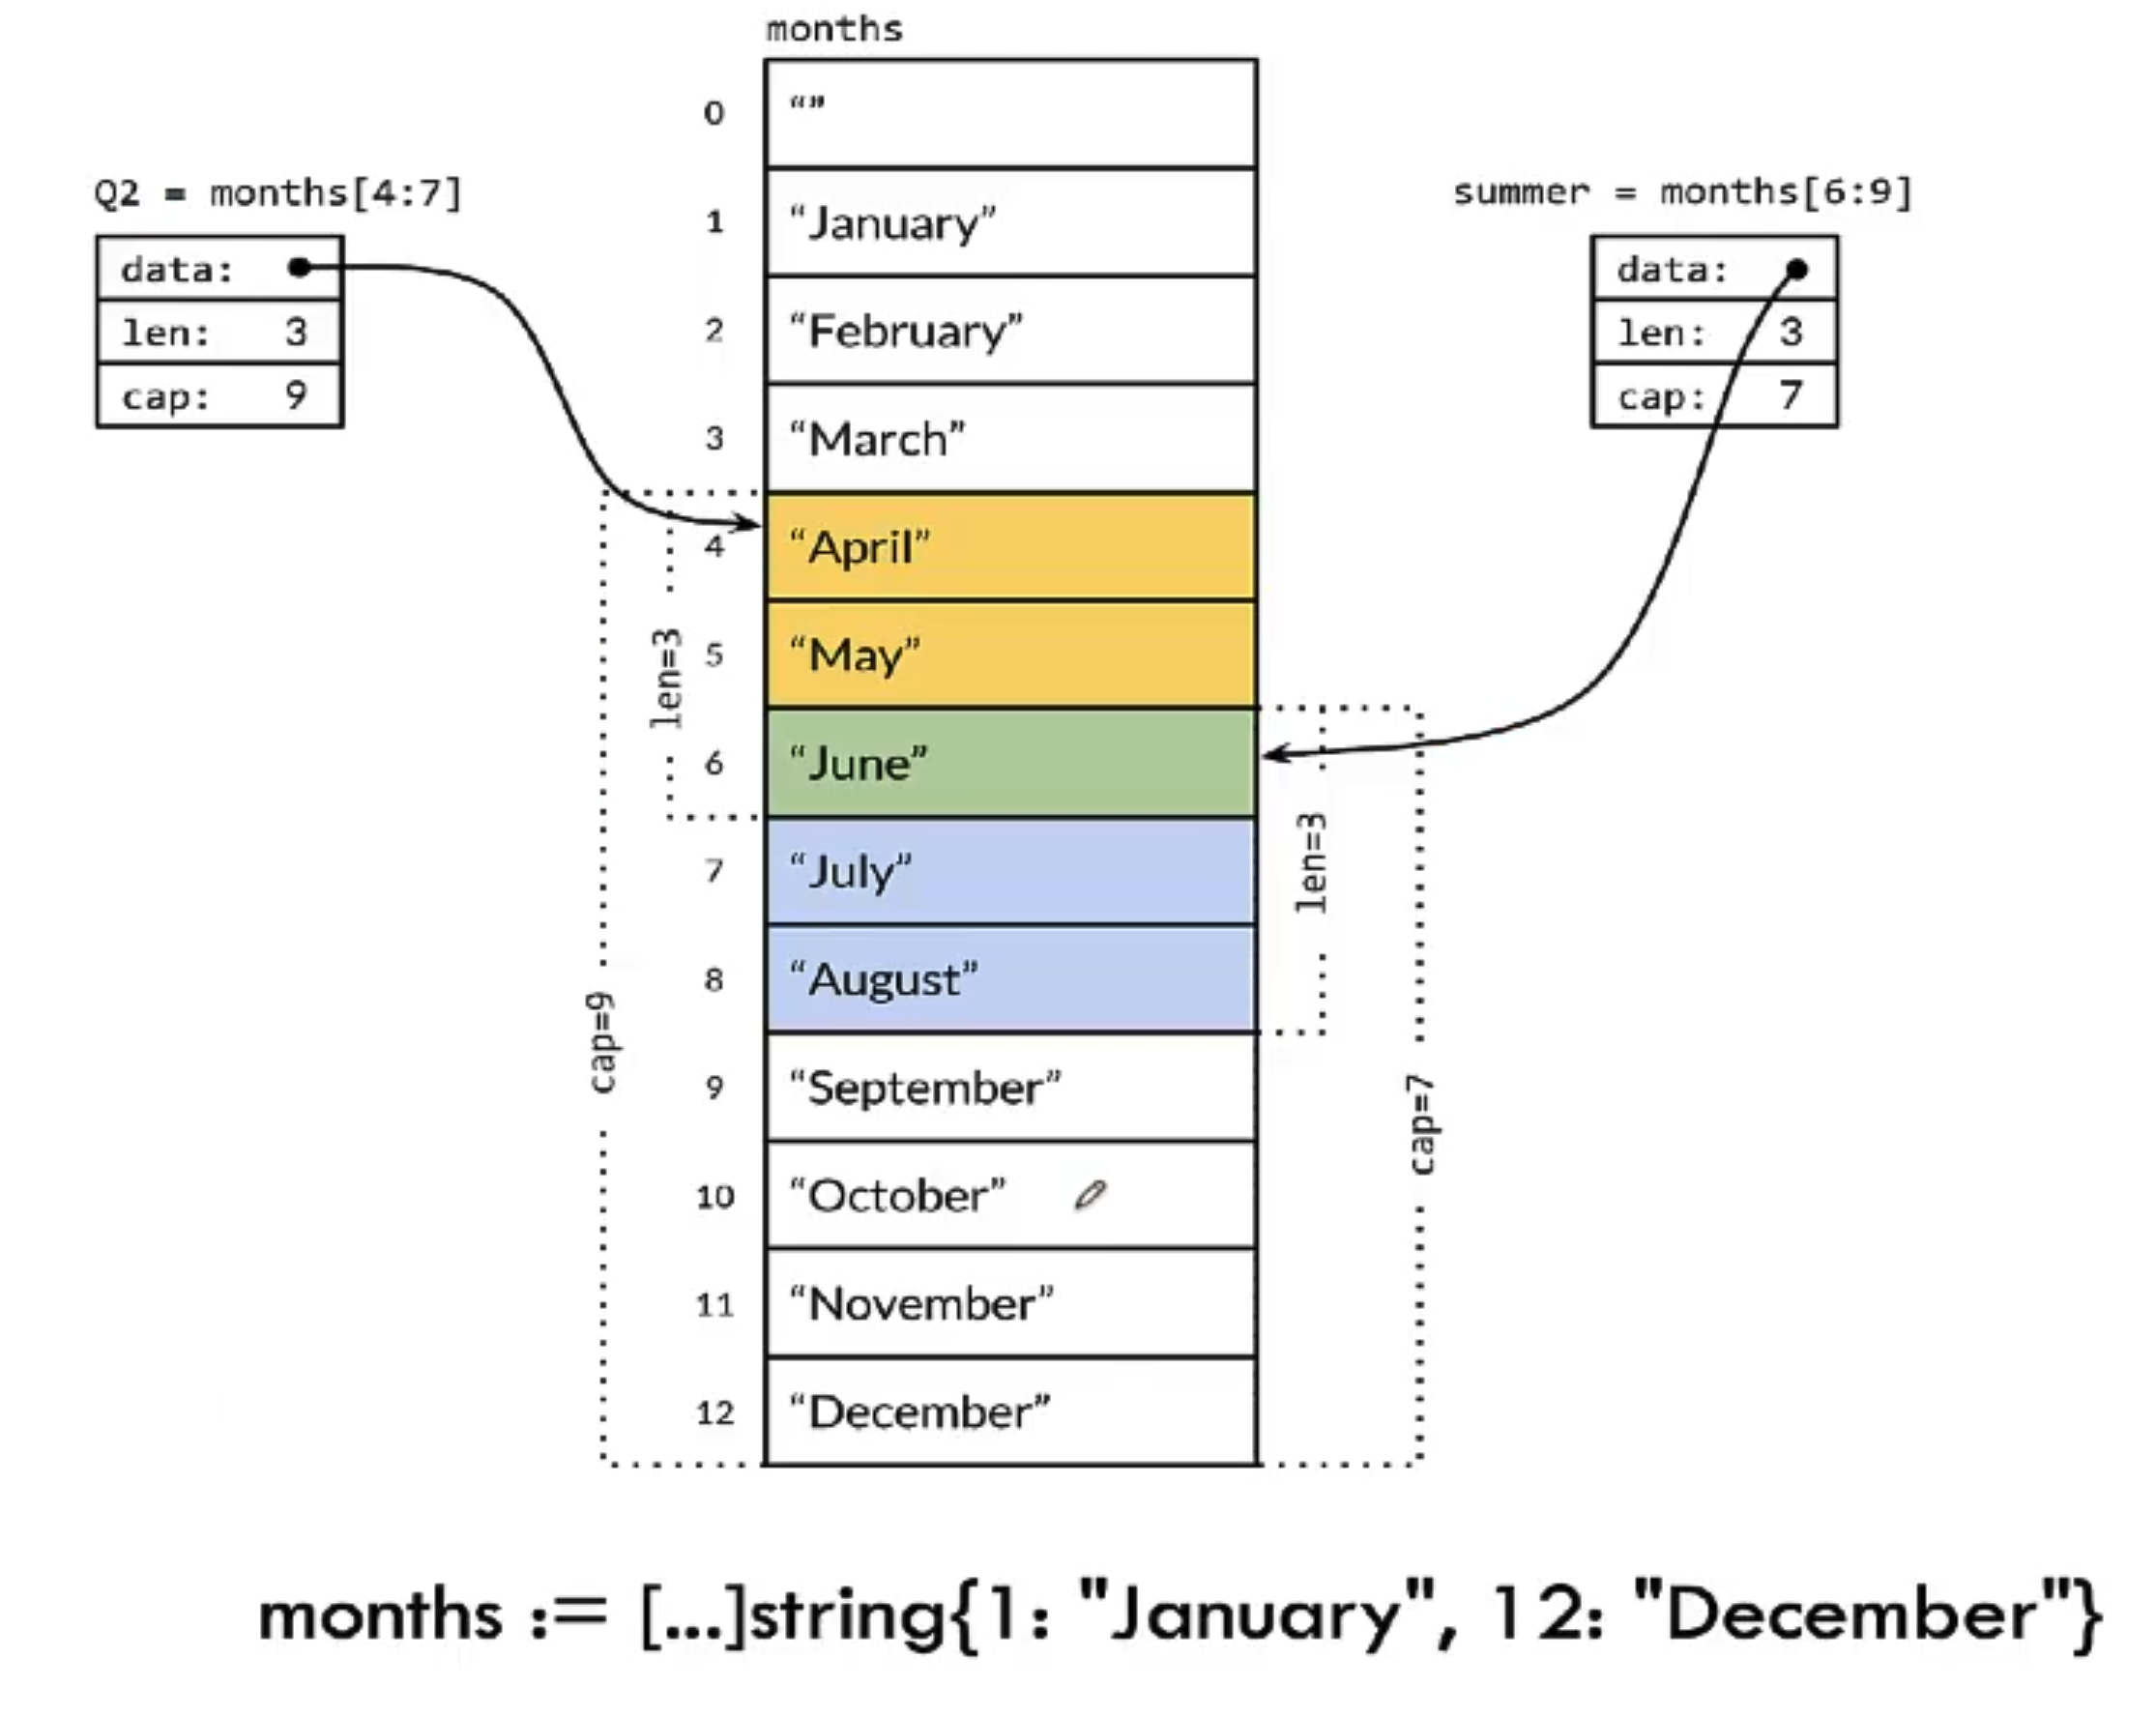 months
0 “”
Q2 = months[4:7]
data:
len: 3
cap: 9
summer = months[6:9]
data:
len: 3
cap: 7
1 “January”
2 “February”
3 “March”
4 “April”
5 “May”
6 “June”
7 “July”
8 “August”
9 “September”
10 “October”
11 “November”
12 “December”
len=3
cap=9
len=3
cap=7
months := [...]string{1: "January", 12: "December"}